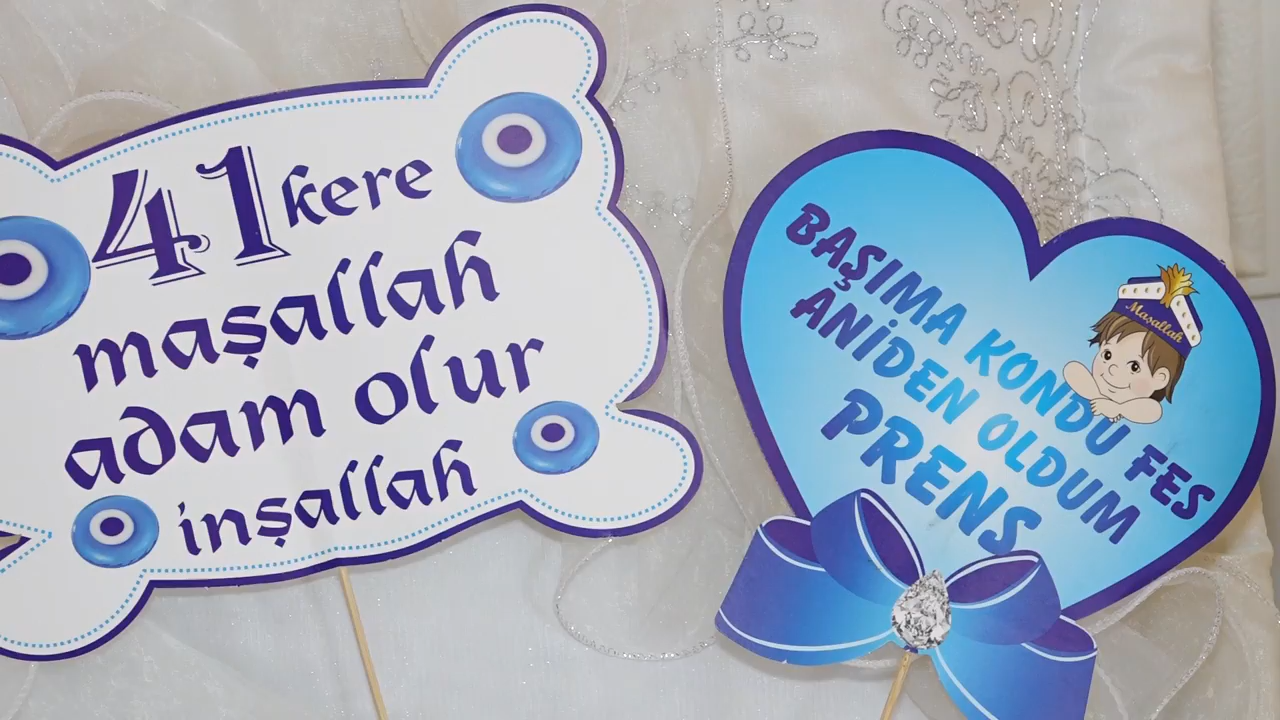 41 kere
maşallah
adam olur
inşallah
BAŞIMA KONDU FES
ANİDEN OLDUM
PRENS
Maşallah